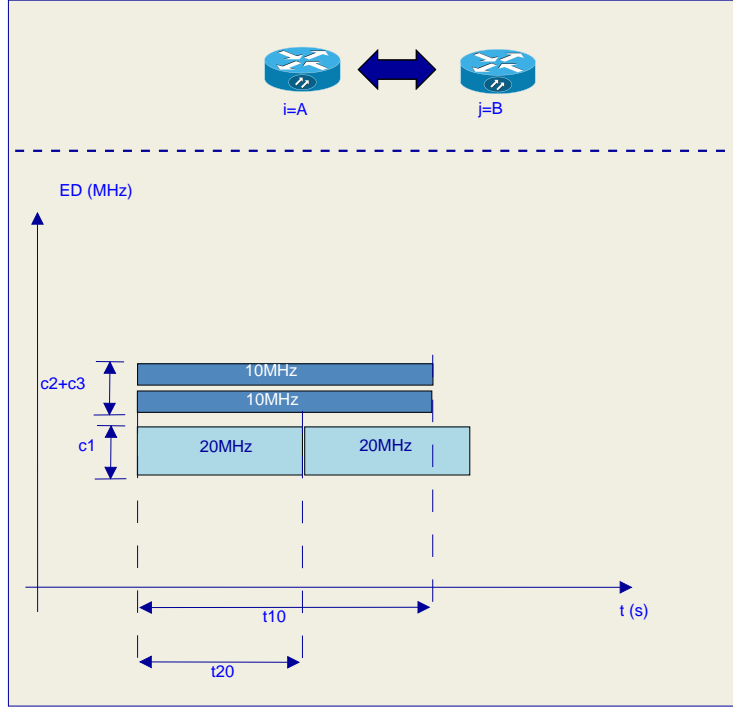 i=A
j=B
ED (MHz)
10MHz
c2+c3
10MHz
c1
20MHz
20MHz
t (s)
t10
t20